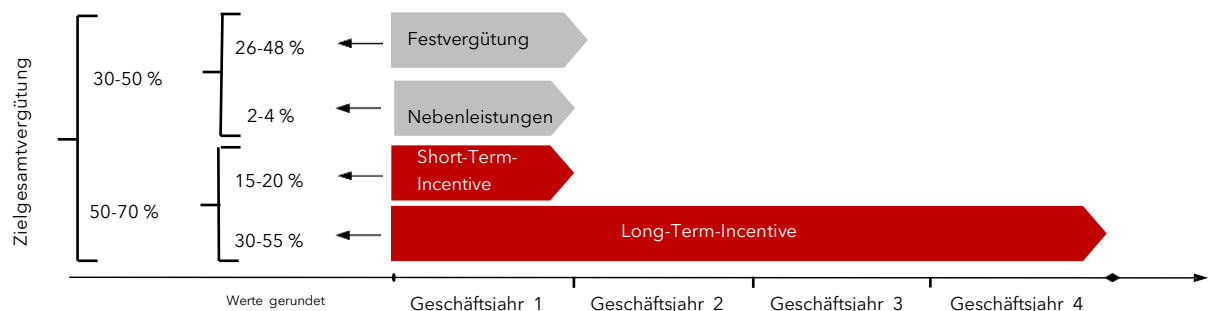 Zielgesamtvergütung
30-50 %
26-48 %
Festvergütung
2-4 %
Nebenleistungen
50-70 %
15-20 %
Short-Term-
Incentive
30-55 %
Long-Term-Incentive
Werte gerundet
Geschäftsjahr 1
Geschäftsjahr 2
Geschäftsjahr 3
Geschäftsjahr 4